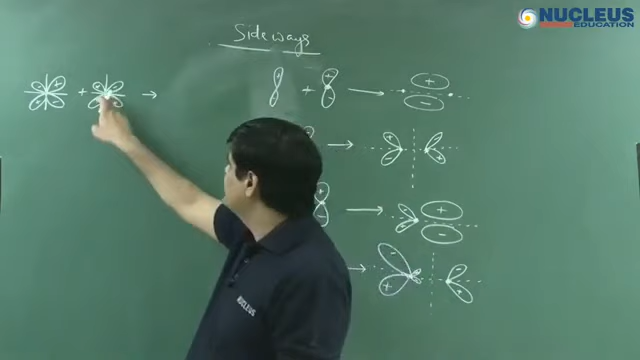 NUCLEUS
EDUCATION
Sideways
+ + →
+ + + → + -
→ - + - +
+ - → - + -
→ - + - +
NUCLEUS